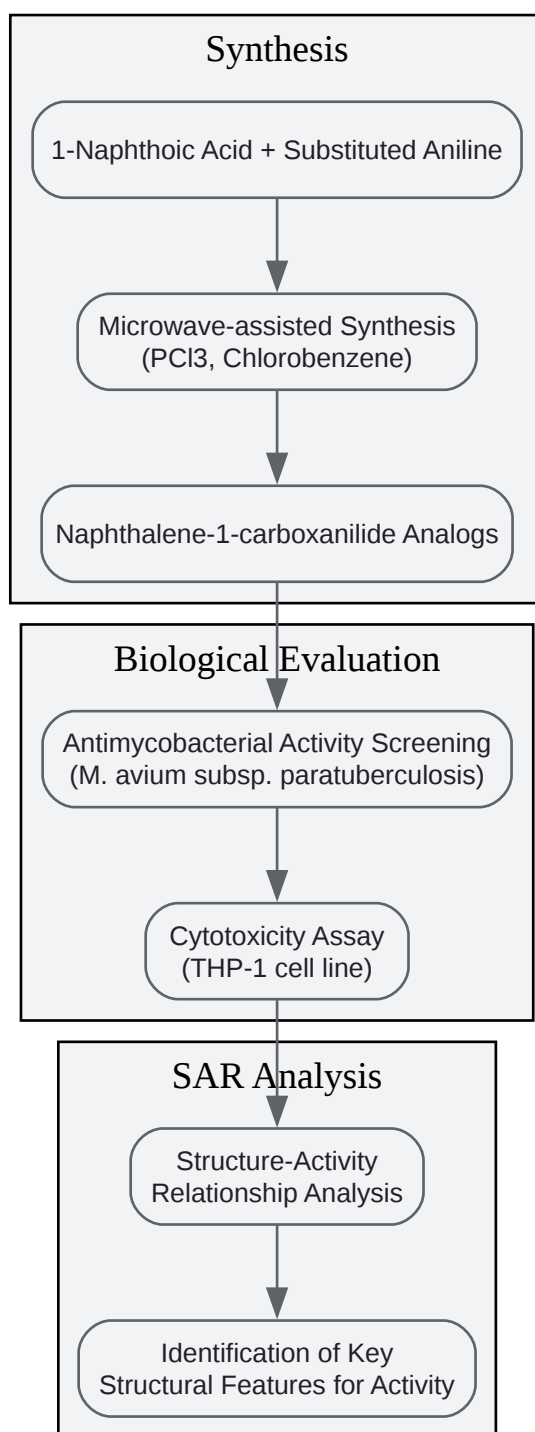 Synthesis
1-Naphthoic Acid + Substituted Aniline
Microwave-assisted Synthesis
(PCl3, Chlorobenzene)
Naphthalene-1-carboxanilide Analogs
Biological Evaluation
Antimycobacterial Activity Screening
(M. avium subsp. paratuberculosis)
Cytotoxicity Assay
(THP-1 cell line)
SAR Analysis
Structure-Activity
Relationship Analysis
Identification of Key
Structural Features for Activity